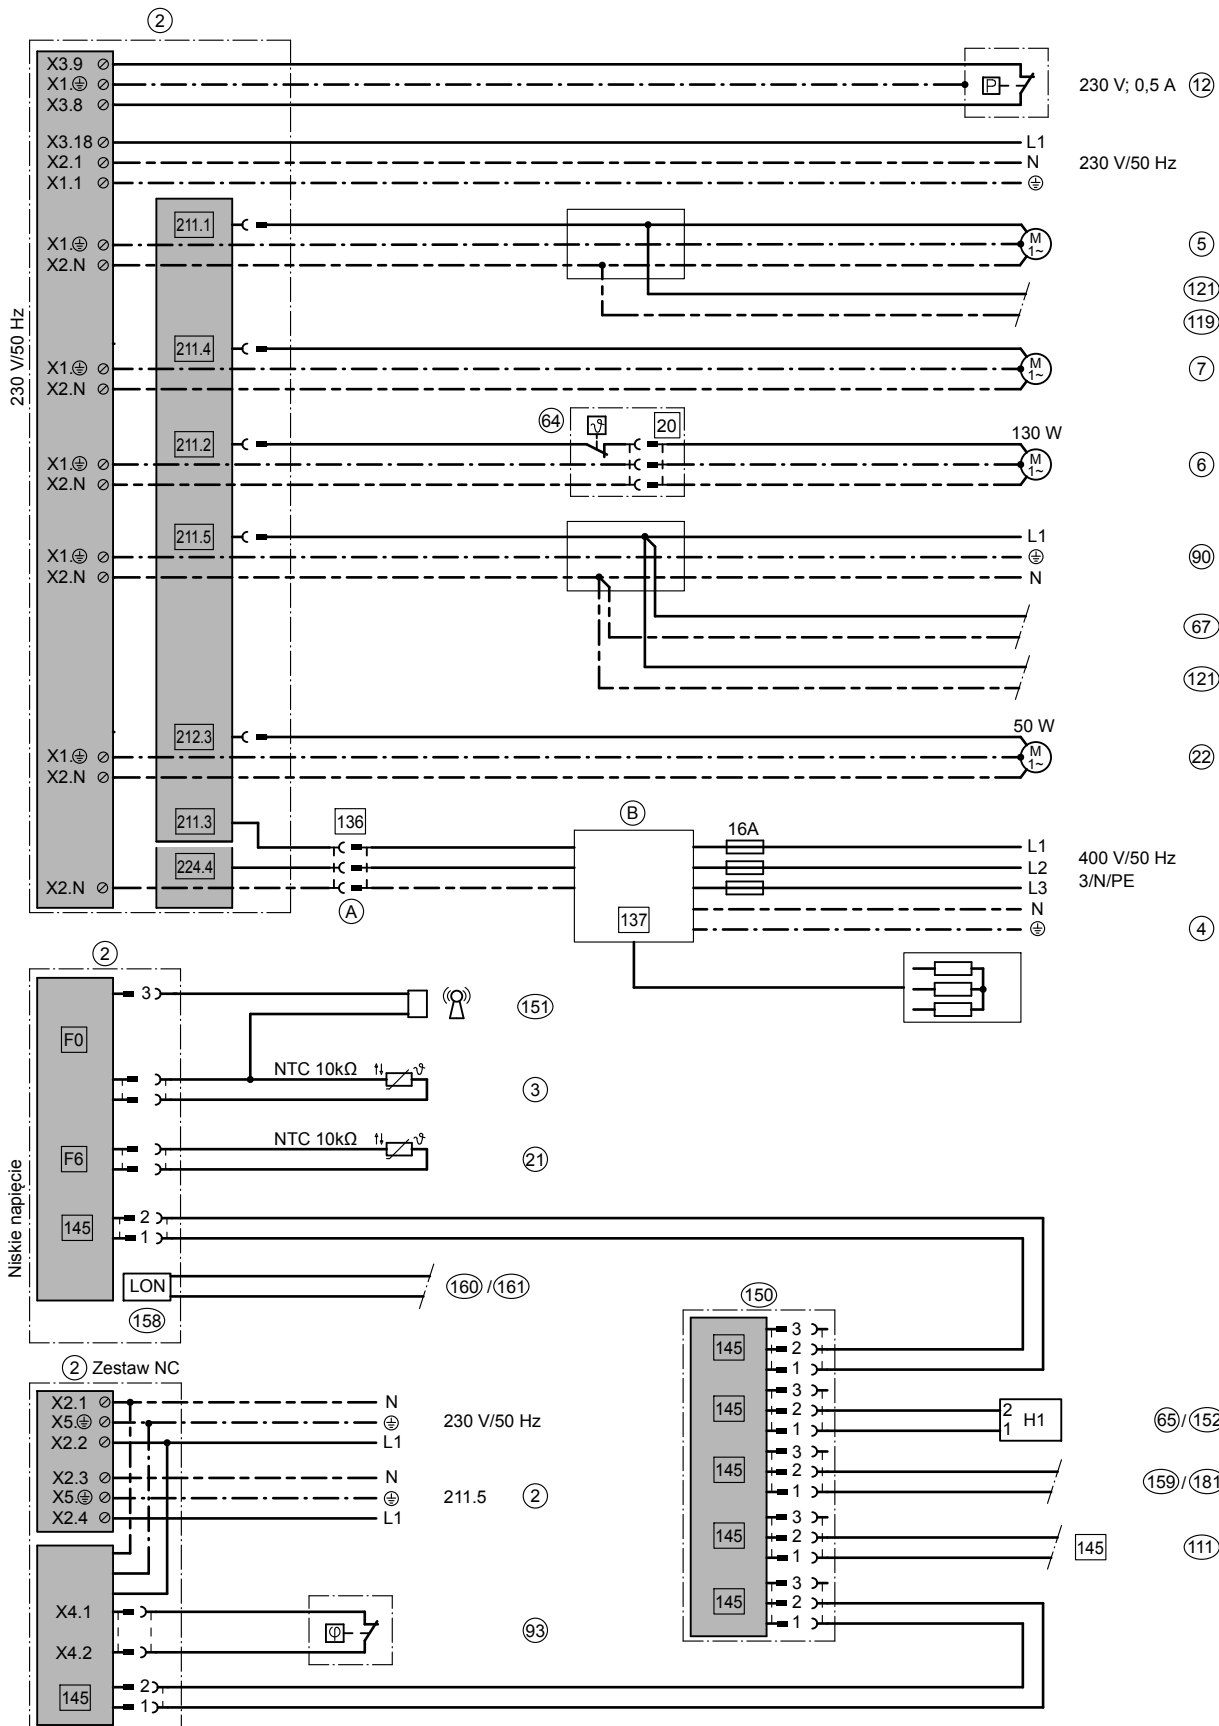 2
X3.9
X1.
X3.8
P
230 V; 0,5 A
12
X3.18
L1
X2.1
N
230 V/50 Hz
X1.1
230 V/50 Hz
211.1
X1.
X2.N
M
1~
5
121
119
211.4
X1.
X2.N
M
1~
7
64
ϑ
20
211.2
130 W
X1.
X2.N
M
1~
6
211.5
L1
X1.
90
X2.N
N
67
121
212.3
50 W
X1.
X2.N
M
1~
22
211.3
136
B
16A
L1
224.4
L2
400 V/50 Hz
3/N/PE
X2.N
L3
A
137
N
4
2
3
151
F0
NTC 10kΩ
ϑ
3
F6
NTC 10kΩ
ϑ
21
Niskie napięcie
145
2
1
LON
160 / 161
158
150
145
3
2
1
145
3
2
1
2
1
H1
65 / 152
145
3
2
1
159 / 181
145
3
2
1
145
111
145
3
2
1
2 Zestaw NC
X2.1
N
X5.
230 V/50 Hz
X2.2
L1
X2.3
N
X5.
211.5
2
X2.4
L1
X4.1
φ
93
X4.2
145
2
1